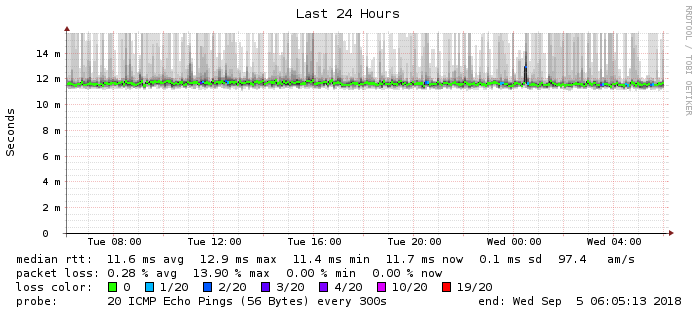 Last 24 Hours
RRDTOOL / TOBI OETIKER
Seconds
14 m
12 m
10 m
8 m
6 m
4 m
2 m
0
Tue 08:00 Tue 12:00 Tue 16:00 Tue 20:00 Wed 00:00 Wed 04:00
median rtt: 11.6 ms avg 12.9 ms max 11.4 ms min 11.7 ms now 0.1 ms sd 97.4 am/s
packet loss: 0.28 % avg 13.90 % max 0.00 % min 0.00 % now
loss color: 0 1/20 2/20 3/20 4/20 10/20 19/20
probe: 20 ICMP Echo Pings (56 Bytes) every 300s end: Wed Sep 5 06:05:13 2018